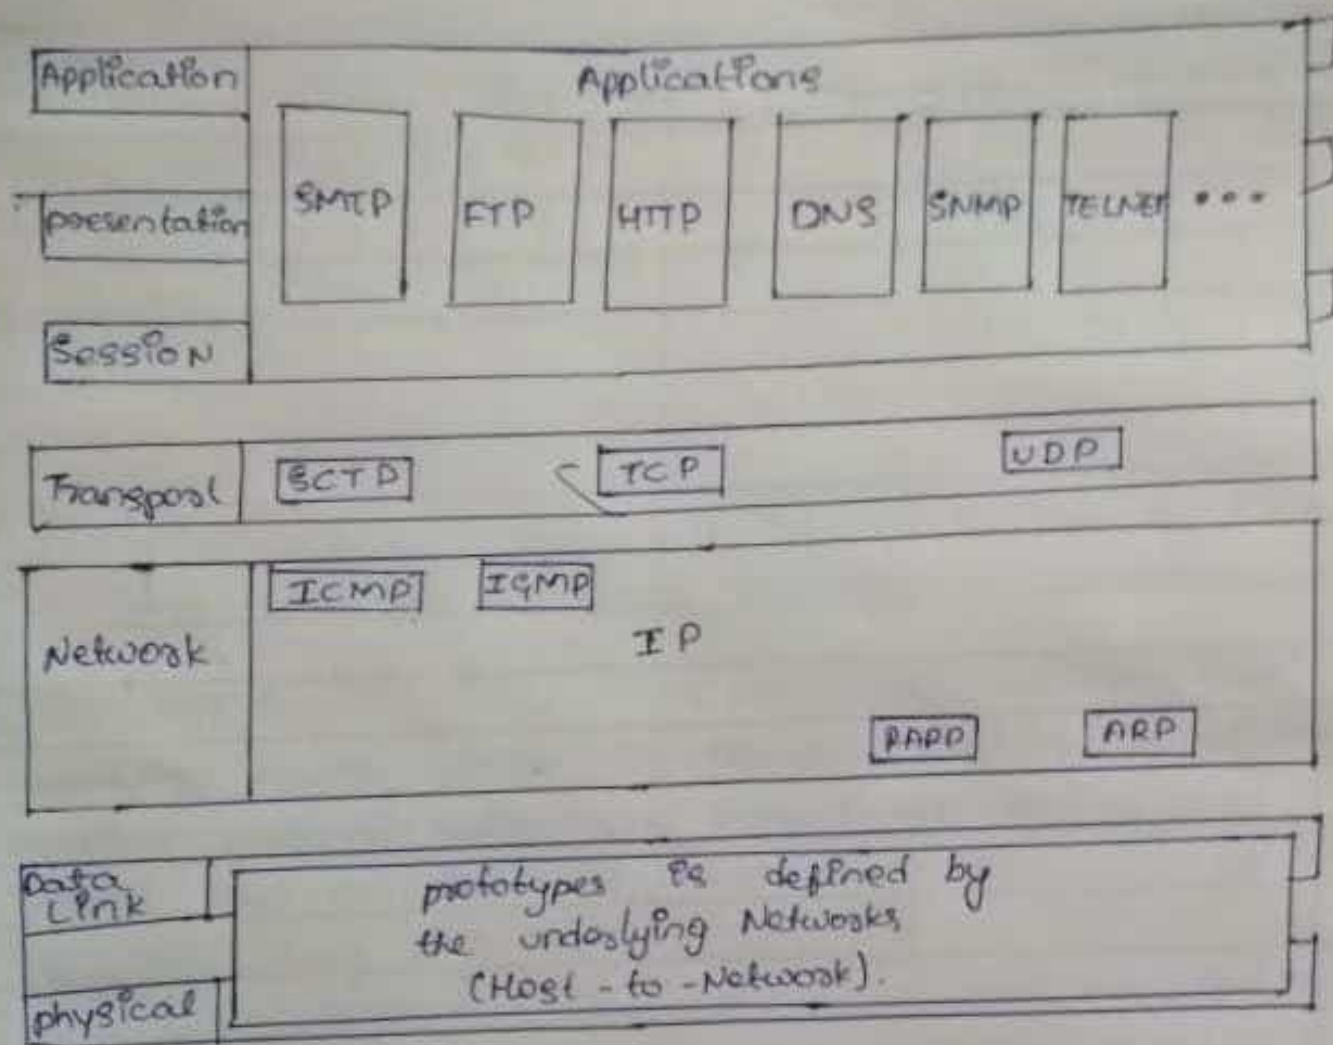 Application
Applications
SMTP FTP HTTP DNS SNMP TELNET ...
presentation
Session
Transport SCTP TCP UDP
ICMP IGMP
Network IP
RARP ARP
Data Link
prototypes is defined by
the underlying Networks
(Host-to-Network).
physical